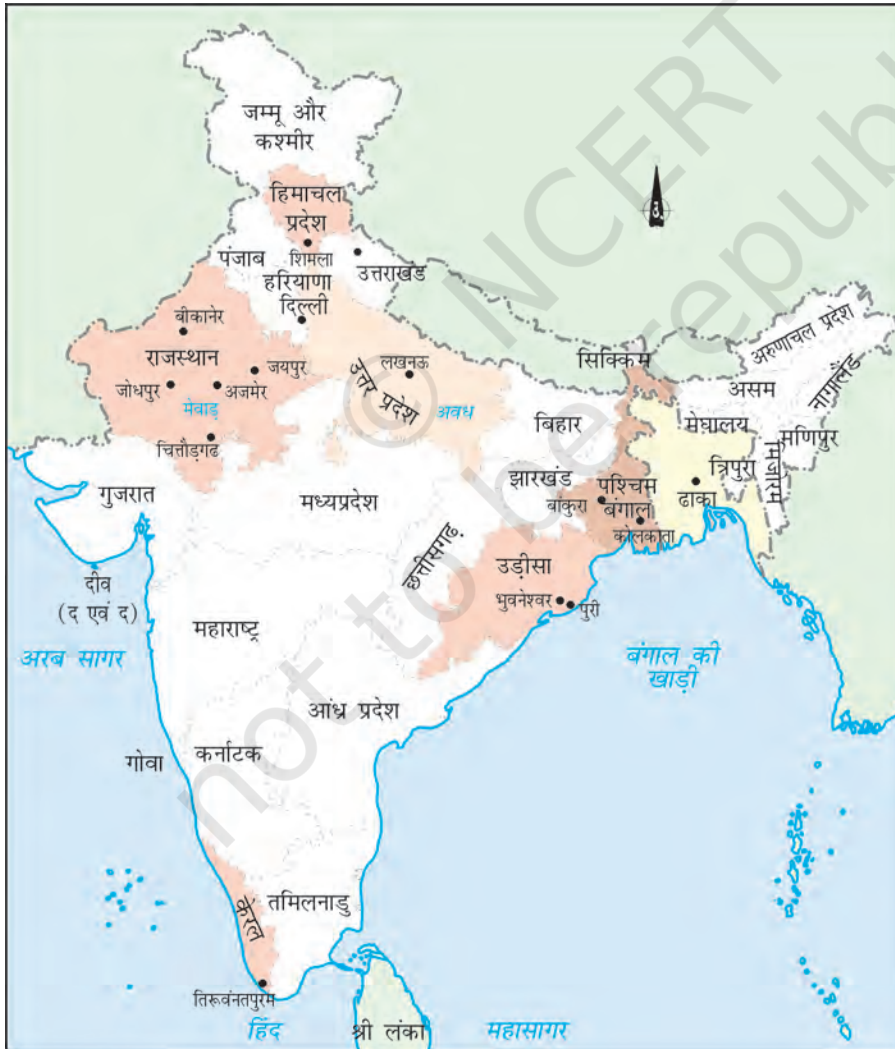 जम्मू और
कश्मीर
हिमाचल
प्रदेश
शिमला
पंजाब
उत्तराखंड
हरियाणा
दिल्ली
बीकानेर
राजस्थान
जयपुर
जोधपुर
अजमेर
मेवाड़
चित्तौड़गढ
लखनऊ
उत्तर प्रदेश
अवध
सिक्किम
अरुणाचल प्रदेश
असम
नागालैंड
बिहार
मेघालय
मणिपुर
झारखंड
त्रिपुरा
मिज़ोरम
पश्चिम
बंगाल
बांकुरा
ढाका
कोलकाता
गुजरात
मध्यप्रदेश
छत्तीसगढ़
उड़ीसा
भुवनेश्वर
पुरी
दीव
(द एवं द)
महाराष्ट्र
अरब सागर
बंगाल की
खाड़ी
आंध्र प्रदेश
कर्नाटक
गोवा
केरल
तमिलनाडु
तिरूवंनतपुरम
हिंद
श्री लंका
महासागर
उ.
© NCERT
not to be republ